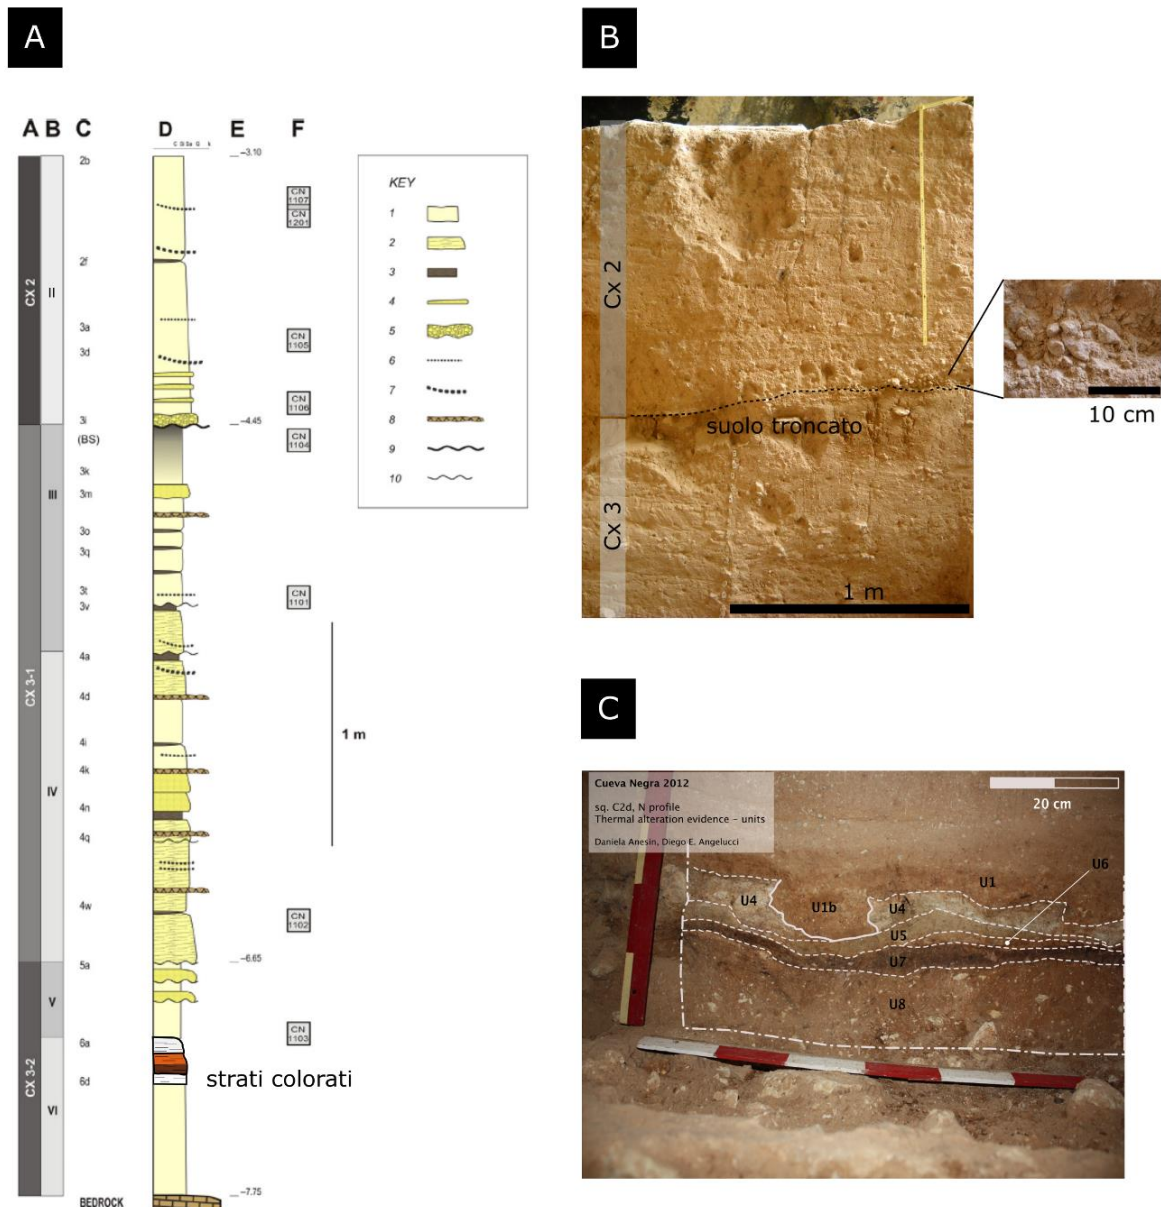 A
A B C D E F
2b
−3.10
CN
1107
CN
1201
2f
CX 2
II
3a
3d
CN
1105
CN
1106
3i
−4.45
(BS)
CN
1104
3k
III
3m
3o
3q
3t
3v
CN
1101
4a
CX 3-1
4d
1 m
4i
4k
IV
4n
4q
4w
CN
1102
−6.65
5a
V
CN
1103
6a
6d
strati colorati
CX 3-2
VI
−7.75
BEDROCK
KEY
1
2
3
4
5
6
7
8
9
10
B
Cx 2
suolo troncato
10 cm
Cx 3
1 m
C
Cueva Negra 2012
sq. C2d, N profile
Thermal alteration evidence - units
Daniela Anesin, Diego E. Angelucci
20 cm
U6
U1
U4
U1b
U4
U5
U7
U8